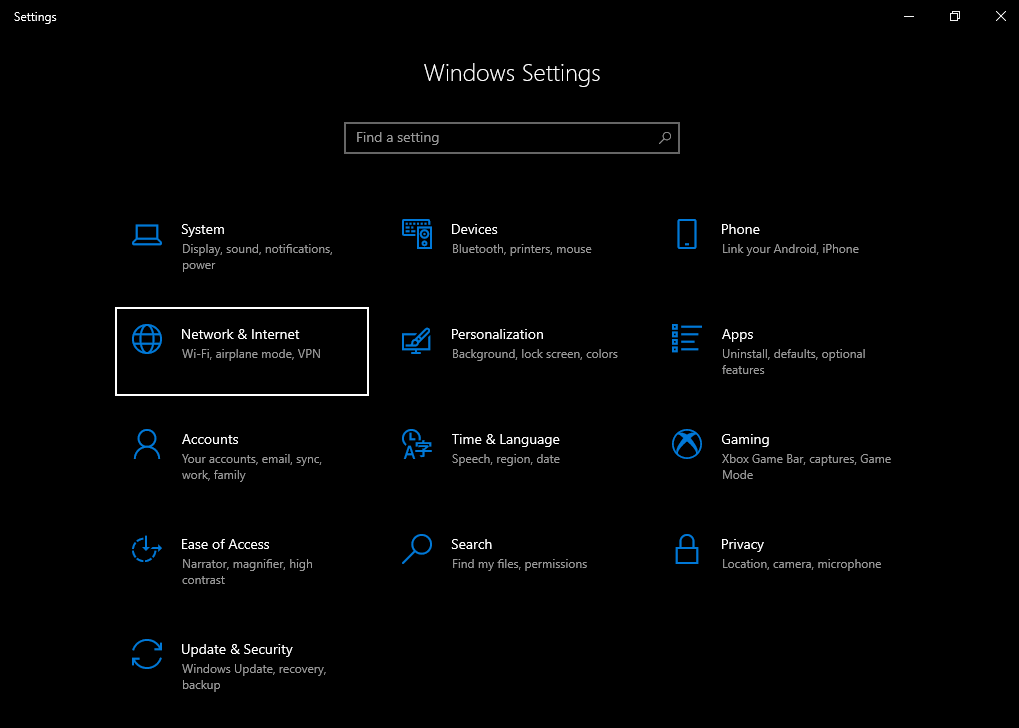 Settings
Windows Settings
Find a setting
System
Display, sound, notifications,
power
Devices
Bluetooth, printers, mouse
Phone
Link your Android, iPhone
Network & Internet
Wi-Fi, airplane mode, VPN
Personalization
Background, lock screen, colors
Apps
Uninstall, defaults, optional
features
Accounts
Your accounts, email, sync,
work, family
Time & Language
Speech, region, date
Gaming
Xbox Game Bar, captures, Game
Mode
Ease of Access
Narrator, magnifier, high
contrast
Search
Find my files, permissions
Privacy
Location, camera, microphone
Update & Security
Windows Update, recovery,
backup